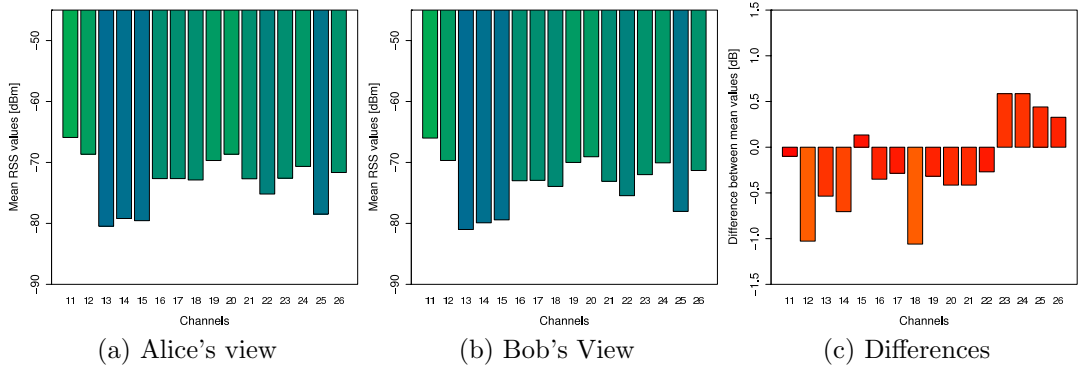 Mean RSS values [dBm]
−50
−60
−70
−80
−90
11 12 13 14 15 16 17 18 19 20 21 22 23 24 25 26
Channels
(a) Alice's view
Mean RSS values [dBm]
−50
−60
−70
−80
−90
11 12 13 14 15 16 17 18 19 20 21 22 23 24 25 26
Channels
(b) Bob's View
Difference between mean values [dB]
1.5
1.0
0.5
0.0
−0.5
−1.0
−1.5
11 12 13 14 15 16 17 18 19 20 21 22 23 24 25 26
Channels
(c) Differences